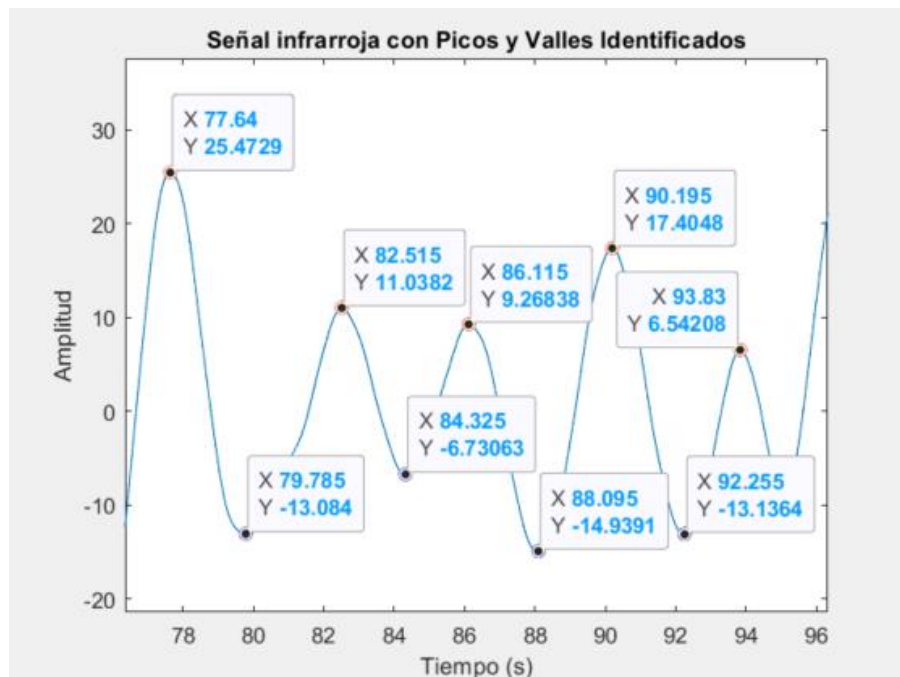 Señal infrarroja con Picos y Valles Identificados
X 77.64
Y 25.4729
X 82.515
Y 11.0382
X 86.115
Y 9.26838
X 90.195
Y 17.4048
X 93.83
Y 6.54208
X 79.785
Y -13.084
X 84.325
Y -6.73063
X 88.095
Y -14.9391
X 92.255
Y -13.1364
Amplitud
30
20
10
0
-10
-20
78 80 82 84 86 88 90 92 94 96
Tiempo (s)